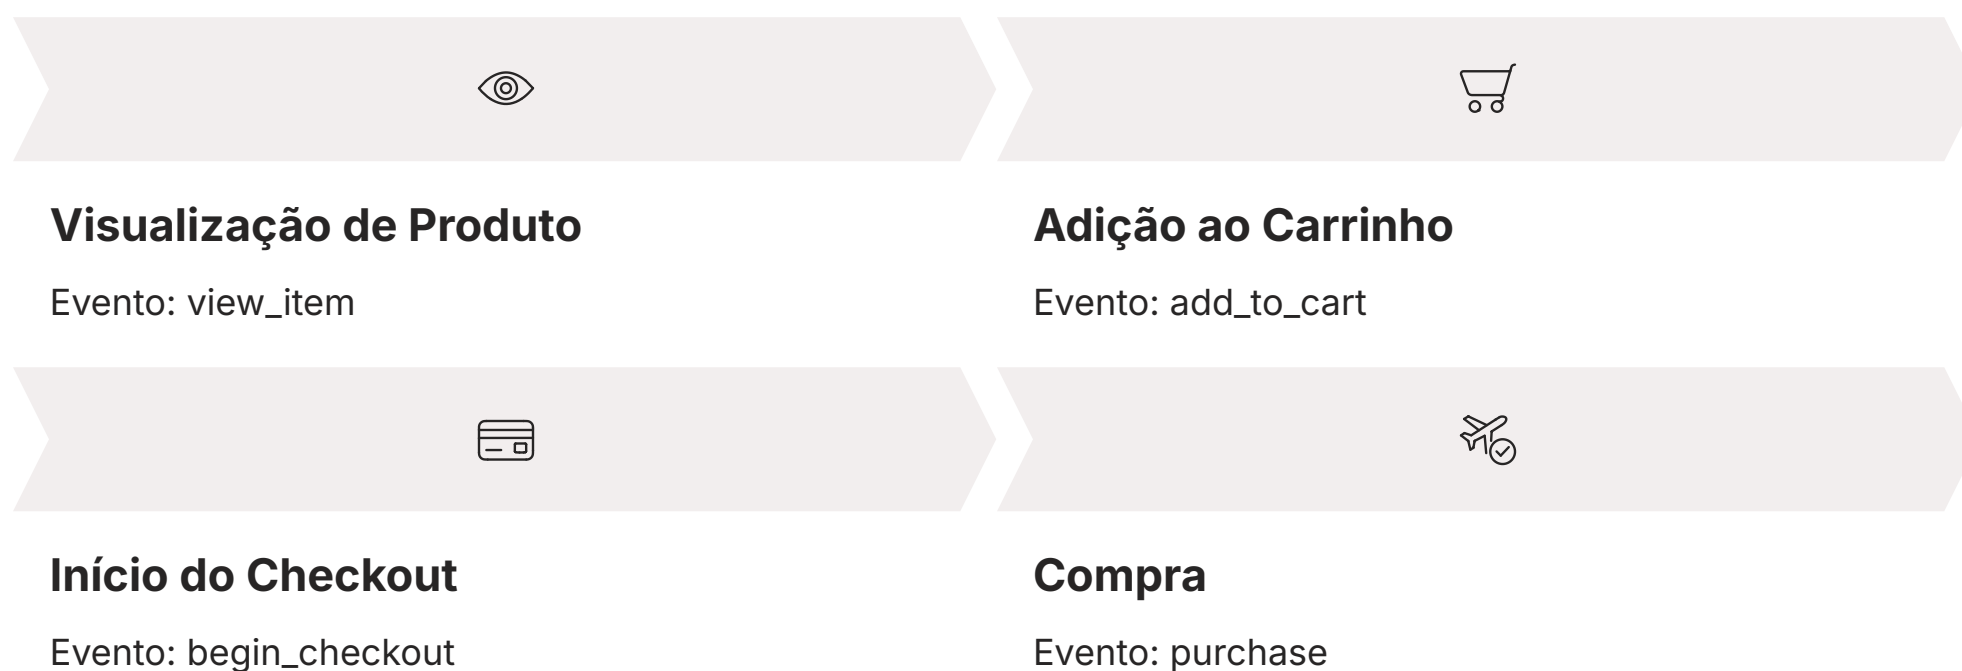 Visualização de Produto
Evento: view_item
Adição ao Carrinho
Evento: add_to_cart
Início do Checkout
Evento: begin_checkout
Compra
Evento: purchase